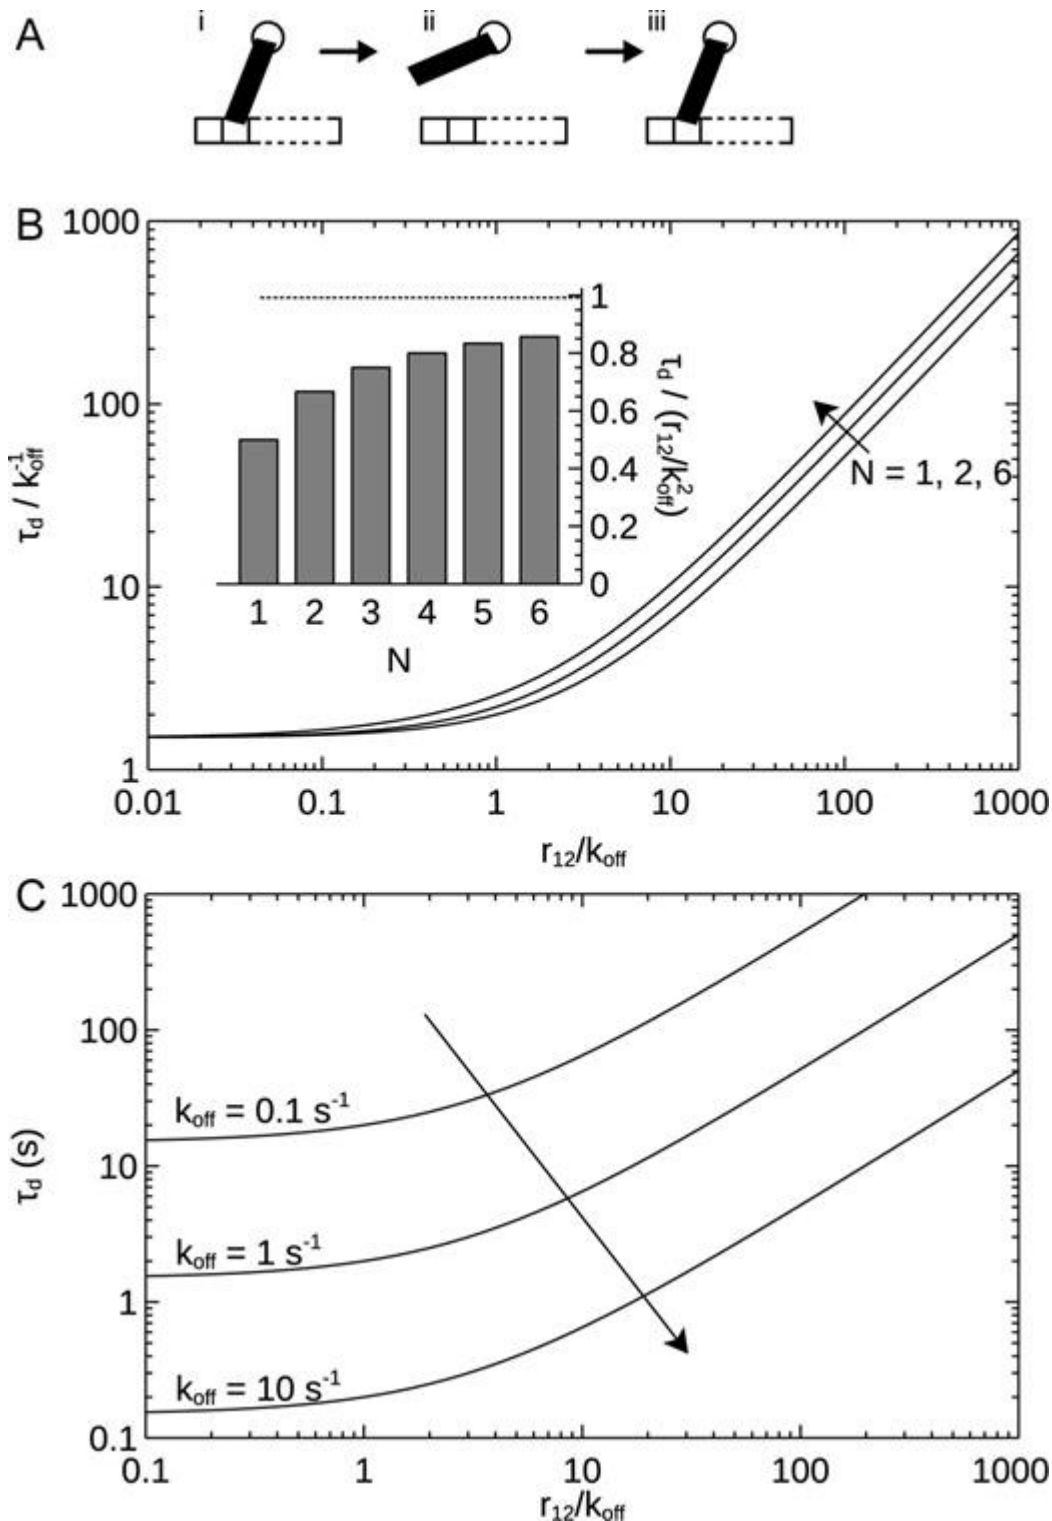 A
i
ii
iii
B
1000
100
10
1
τd / k-1off
0.01
0.1
1
10
100
1000
r12/koff
N = 1, 2, 6
1
0.8
0.6
0.4
0.2
0
τd / (r12/k2off)
1
2
3
4
5
6
N
C
1000
100
10
1
0.1
τd (s)
koff = 0.1 s-1
koff = 1 s-1
koff = 10 s-1
0.1
1
10
100
1000
r12/koff